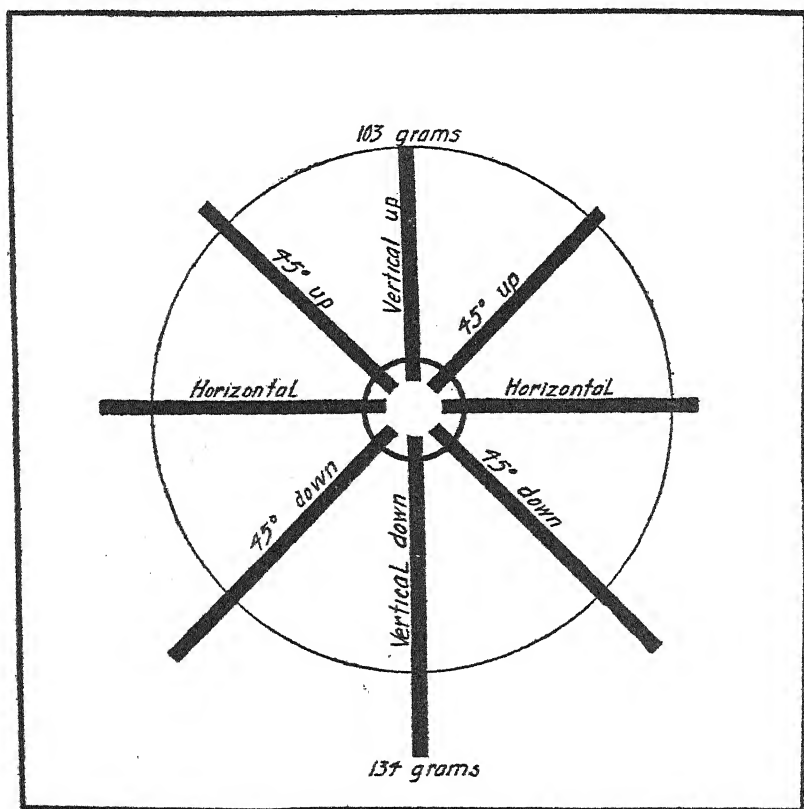 103 grams
Vertical up
45° up
45° up
Horizontal
Horizontal
45° down
Vertical down
45° down
134 grams